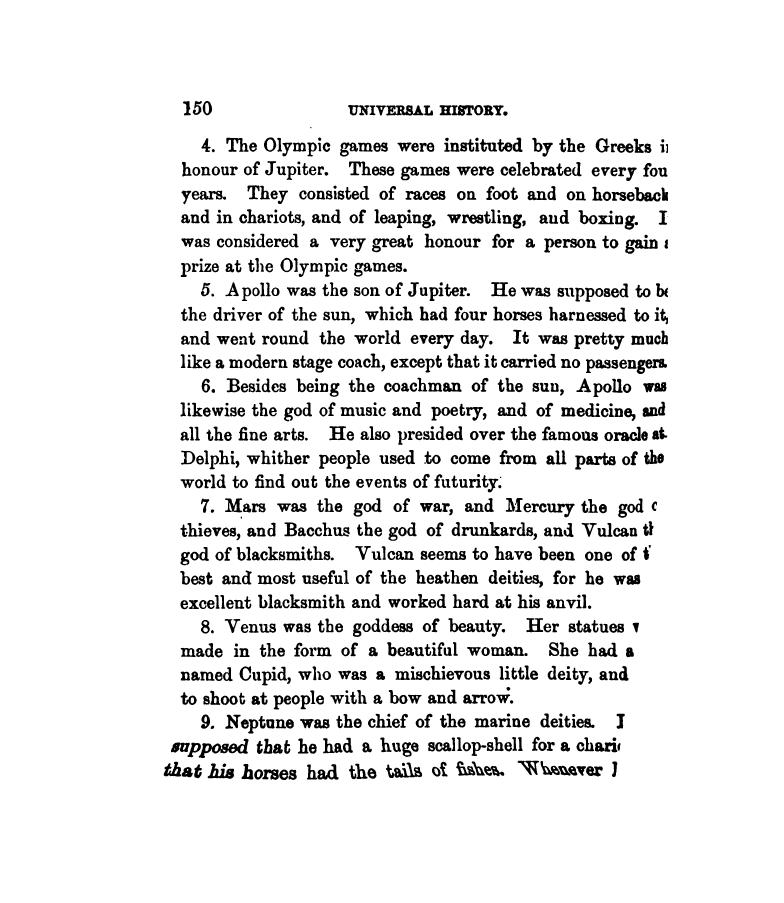 150 UNIVERSAL HISTORY.
4. The Olympic games were instituted by the Greeks
honour of Jupiter. These games were celebrated every fou
years. They consisted of races on foot and on horseback
and in chariots, and of leaping, wrestling, and boxing. I
was considered a very great honour for a person to gain
prize at the Olympic games.
5. Apollo was the son of Jupiter. He was supposed to be
the driver of the sun, which had four horses harnessed to it,
and went round the world every day. It was pretty much
like a modern stage coach, except that it carried no passengers.
6. Besides being the coachman of the sun, Apollo was
likewise the god of music and poetry, and of medicine, and
all the fine arts. He also presided over the famous oracle at
Delphi, whither people used to come from all parts of the
world to find out the events of futurity.
7. Mars was the god of war, and Mercury the god
thieves, and Bacchus the god of drunkards, and Vulcan
god of blacksmiths. Vulcan seems to have been one of
best and most useful of the heathen deities, for he was
excellent blacksmith and worked hard at his anvil.
8. Venus was the goddess of beauty. Her statues
made in the form of a beautiful woman. She had a
named Cupid, who was a mischievous little deity, and
to shoot at people with a bow and arrow.
9. Neptune was the chief of the marine deities. I
supposed that he had a huge scallop-shell for a chari
that his horses had the tails of fishes. Whenever